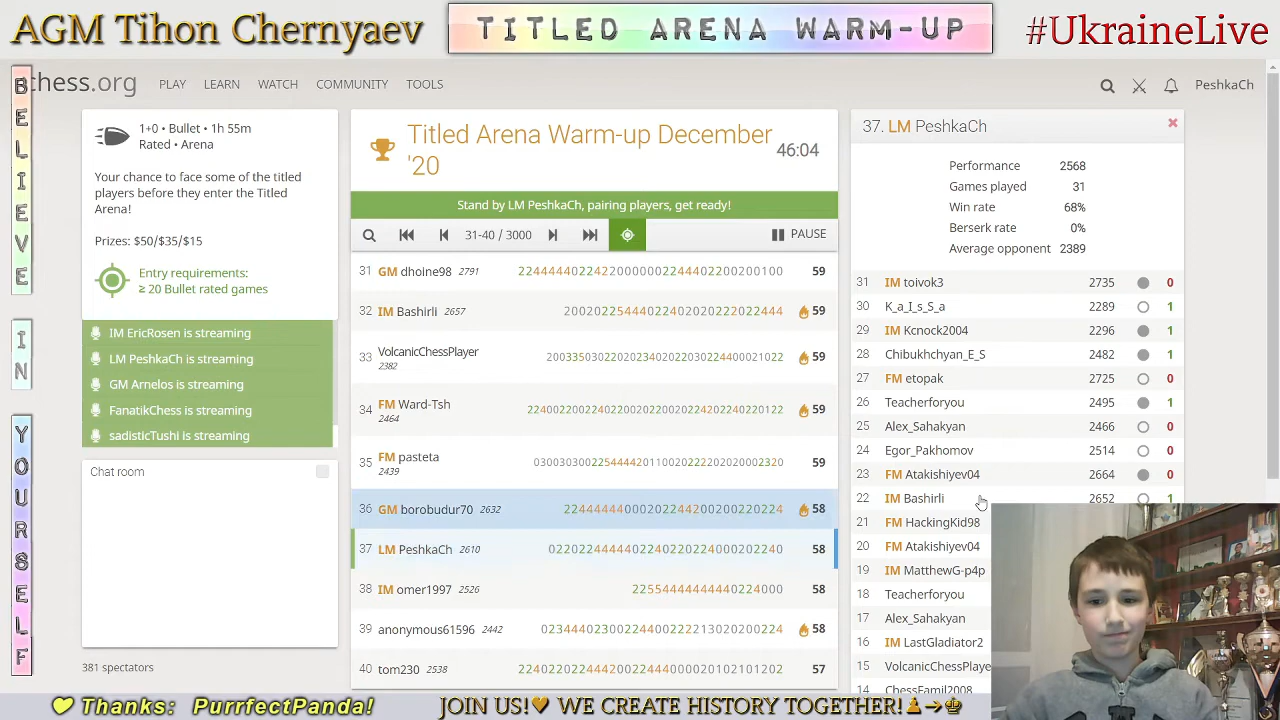 AGM Tihon Chernyaev
TITLED ARENA WARM-UP
#UkraineLive
BELIEVE
IN
YOURSELF
chess.org
PLAY LEARN WATCH COMMUNITY TOOLS
PeshkaCh
1+0 • Bullet • 1h 55m
Rated • Arena
Your chance to face some of the titled
players before they enter the Titled
Arena!
Prizes: $50/$35/$15
Entry requirements:
≥ 20 Bullet rated games
IM EricRosen is streaming
LM PeshkaCh is streaming
GM Arnelos is streaming
FanatikChess is streaming
sadisticTushi is streaming
Chat room
381 spectators
Titled Arena Warm-up December
'20
46:04
Stand by LM PeshkaCh, pairing players, get ready!
31-40 / 3000
PAUSE
31 GM dhoine98 2791 59
32 IM Bashirli 2657 59
33 VolcanicChessPlayer
2382 59
34 FM Ward-Tsh
2464 59
35 FM pasteta
2439 59
36 GM borobudur70 2632 58
37 LM PeshkaCh 2610 58
38 IM omer1997 2526 58
39 anonymous61596 2442 58
40 tom230 2538 57
37. LM PeshkaCh
Performance 2568
Games played 31
Win rate 68%
Berserk rate 0%
Average opponent 2389
31 IM toivok3 2735 0
30 K_a_I_s_S_a 2289 1
29 IM Kcnock2004 2296 1
28 Chibukhchyan_E_S 2482 1
27 FM etopak 2725 0
26 Teacherforyou 2495 1
25 Alex_Sahakyan 2466 0
24 Egor_Pakhomov 2514 0
23 FM Atakishiyev04 2664 0
22 IM Bashirli 2652 1
21 FM HackingKid98
20 FM Atakishiyev04
19 IM MatthewG-p4p
18 Teacherforyou
17 Alex_Sahakyan
16 IM LastGladiator2
15 VolcanicChessPlaye
14 ChessFamil2008
Thanks: PurrfectPanda!
JOIN US! WE CREATE HISTORY TOGETHER!